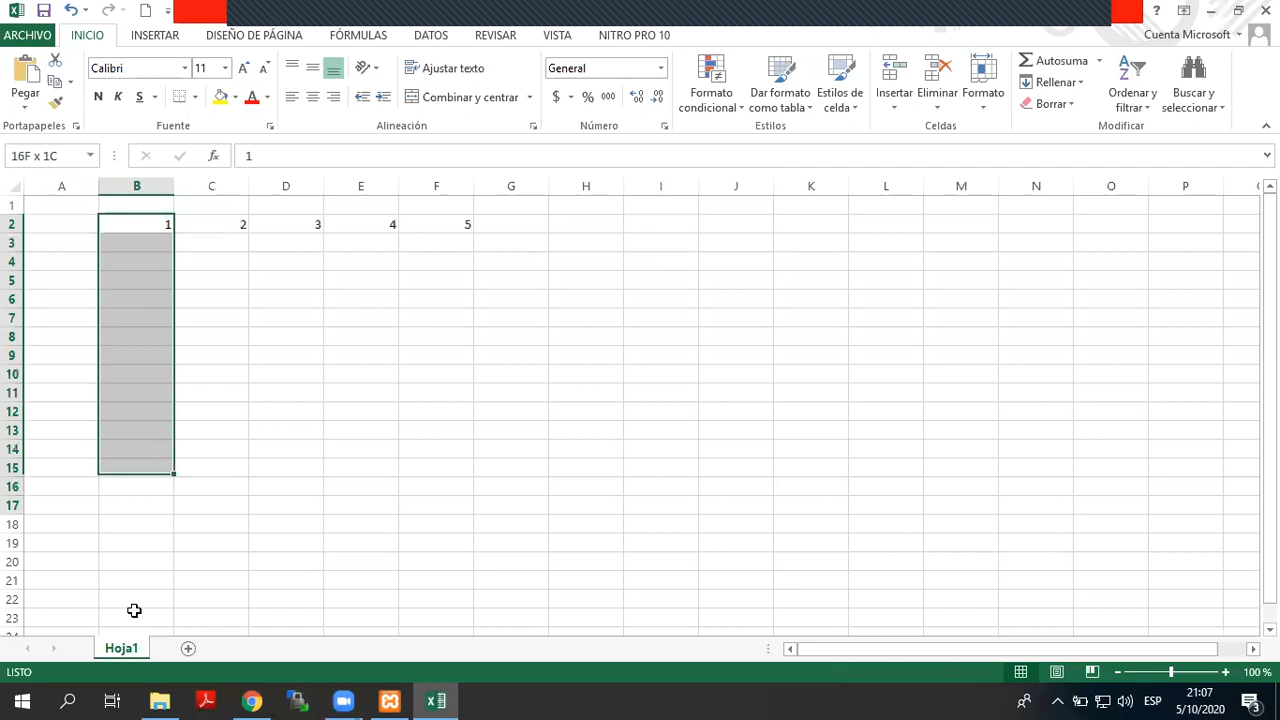 ?
ARCHIVO INICIO INSERTAR DISEÑO DE PÁGINA FÓRMULAS DATOS REVISAR VISTA NITRO PRO 10 Cuenta Microsoft
Pegar
Calibri 11
N K S
A A
Ajustar texto
Combinar y centrar
General
$ % 000
Formato condicional
Dar formato como tabla
Estilos de celda
Insertar Eliminar Formato
Autosuma
Rellenar
Borrar
Ordenar y filtrar
Buscar y seleccionar
Portapapeles Fuente Alineación Número Estilos Celdas Modificar
16F x 1C fx 1
A B C D E F G H I J K L M N O P
1
2 1 2 3 4 5
3
4
5
6
7
8
9
10
11
12
13
14
15
16
17
18
19
20
21
22
23
Hoja1
LISTO 100 %
ESP
21:07
5/10/2020
3